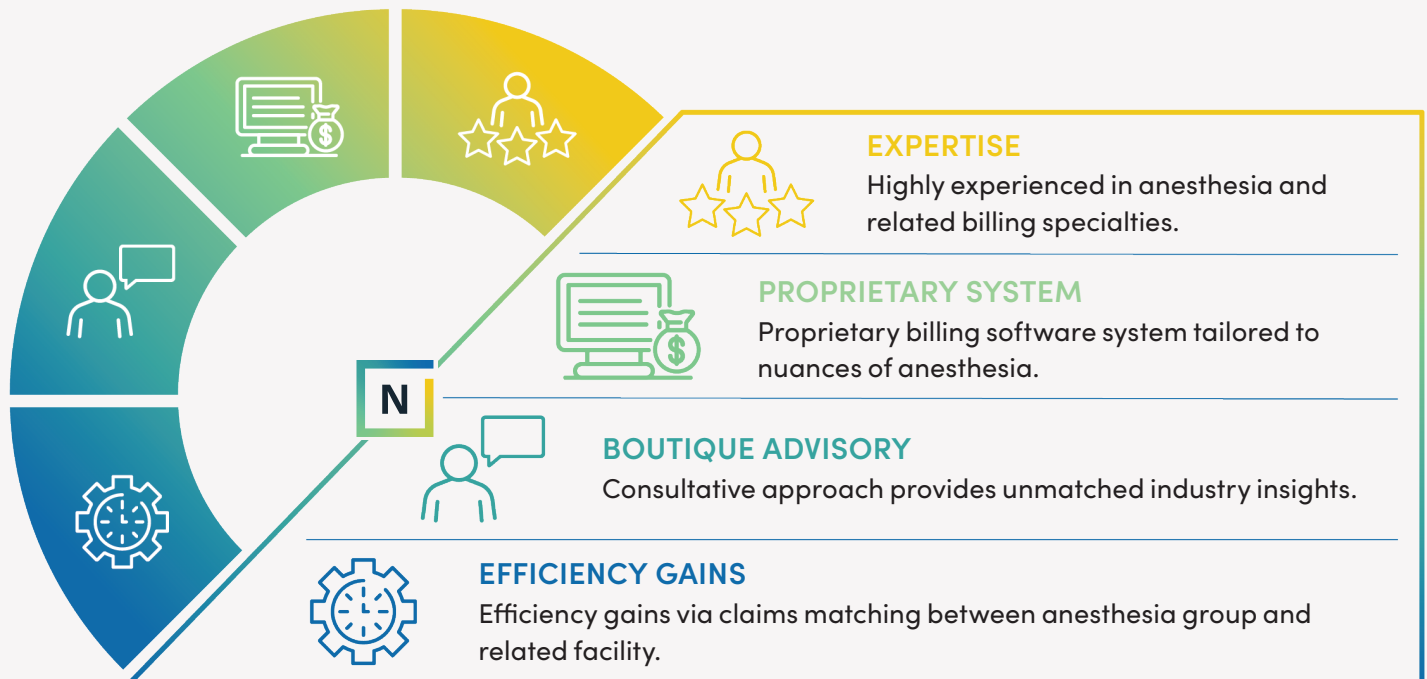 EXPERTISE
Highly experienced in anesthesia and
related billing specialties.
$
PROPRIETARY SYSTEM
Proprietary billing software system tailored to
nuances of anesthesia.
$
N
BOUTIQUE ADVISORY
Consultative approach provides unmatched industry insights.
EFFICIENCY GAINS
Efficiency gains via claims matching between anesthesia group and
related facility.